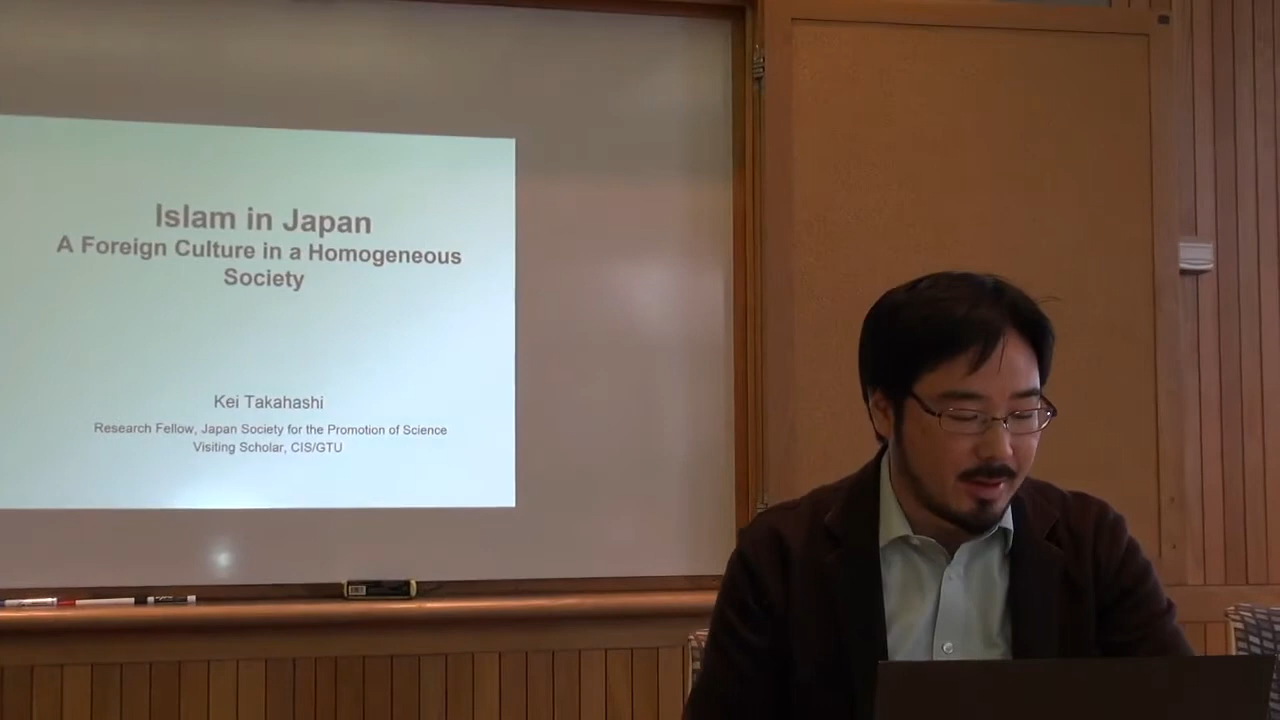 Islam in Japan
A Foreign Culture in a Homogeneous
Society
Kei Takahashi
Research Fellow, Japan Society for the Promotion of Science
Visiting Scholar, CIS/GTU